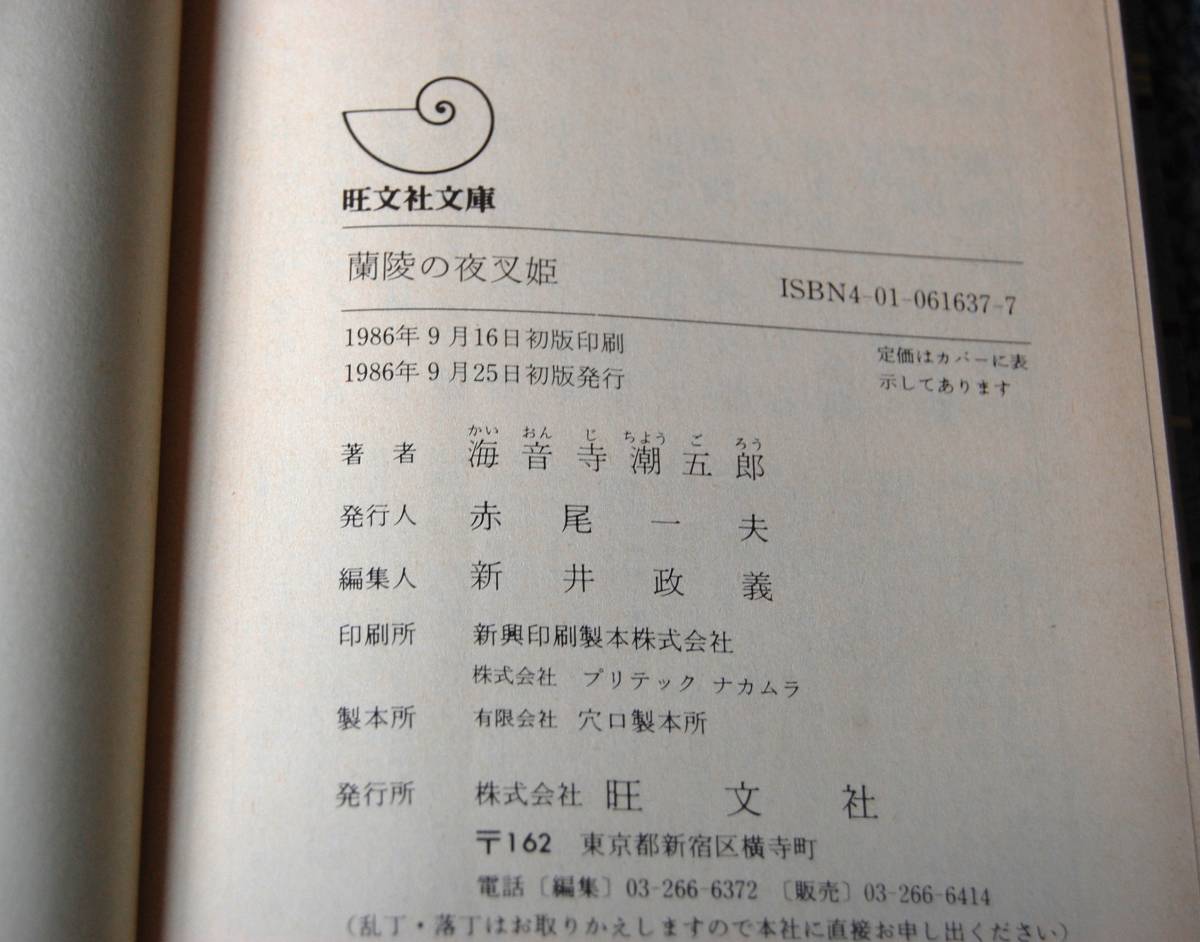 旺文社文庫
蘭陵の夜叉姫
ISBN4-01-061637-7
1986年9月16日初版印刷
1986年9月25日初版発行
定価はカバーに表
示してあります
かい おん じ ちよう ご ろう
著者 海音寺潮五郎
発行人 赤尾一夫
編集人 新井政義
印刷所 新興印刷製本株式会社
株式会社 プリテック ナカムラ
製本所 有限会社 穴口製本所
発行所 株式会社 旺文社
〒162 東京都新宿区横寺町
電話〔編集〕03-266-6372〔販売〕03-266-6414
(乱丁・落丁はお取りかえしますので本社に直接お申し出ください)